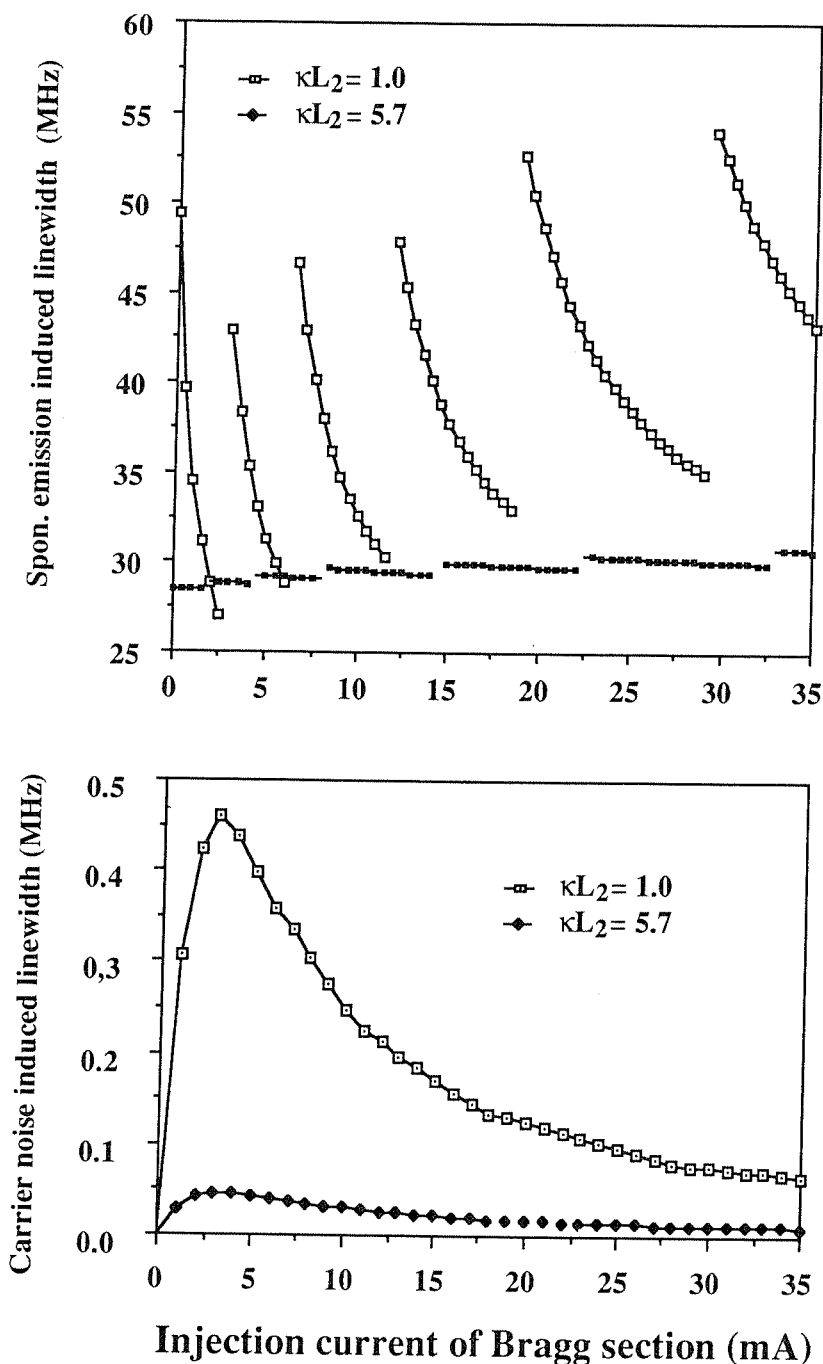 60
55
50
45
40
35
30
25
Spon. emission induced linewidth (MHz)
κL2 = 1.0
κL2 = 5.7
0 5 10 15 20 25 30 35
0.5
0.4
0,3
0.2
0.1
0.0
Carrier noise induced linewidth (MHz)
κL2 = 1.0
κL2 = 5.7
0 5 10 15 20 25 30 35
Injection current of Bragg section (mA)